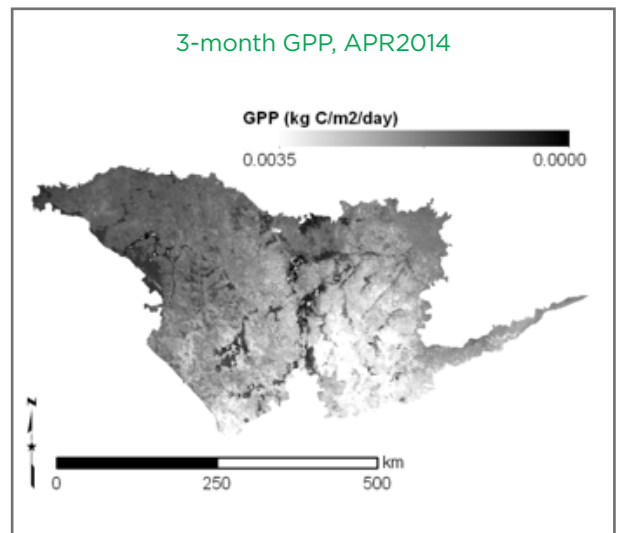 3-month GPP, APR2014
GPP (kg C/m2/day)
0.0035 0.0000
N
km
0 250 500